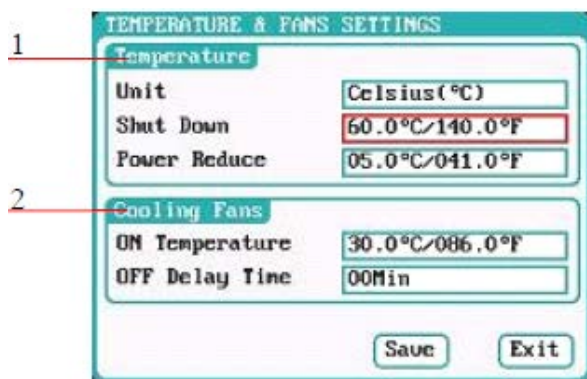 TEMPERATURE & FANS SETTINGS
1
Temperature
Unit Celsius(°C)
Shut Down 60.0°C/140.0°F
Power Reduce 05.0°C/041.0°F
2
Cooling Fans
ON Temperature 30.0°C/086.0°F
OFF Delay Time 00Min
Save Exit